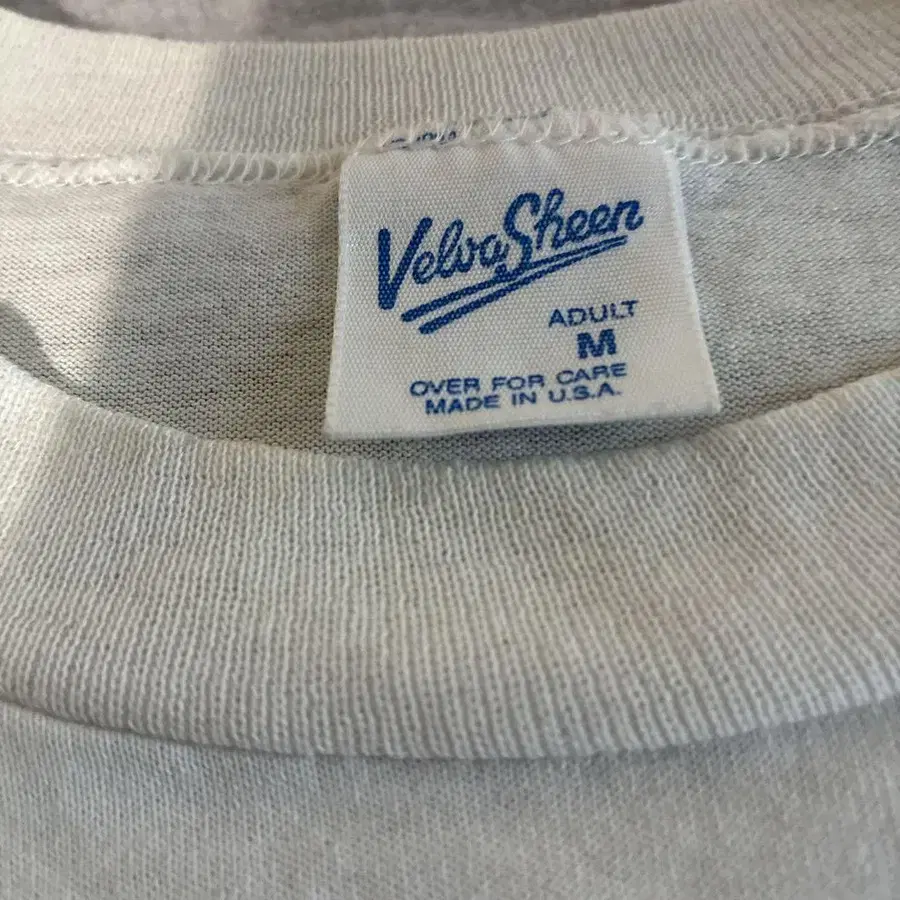 VelvaSheen
ADULT
M
OVER FOR CARE
MADE IN U.S.A.